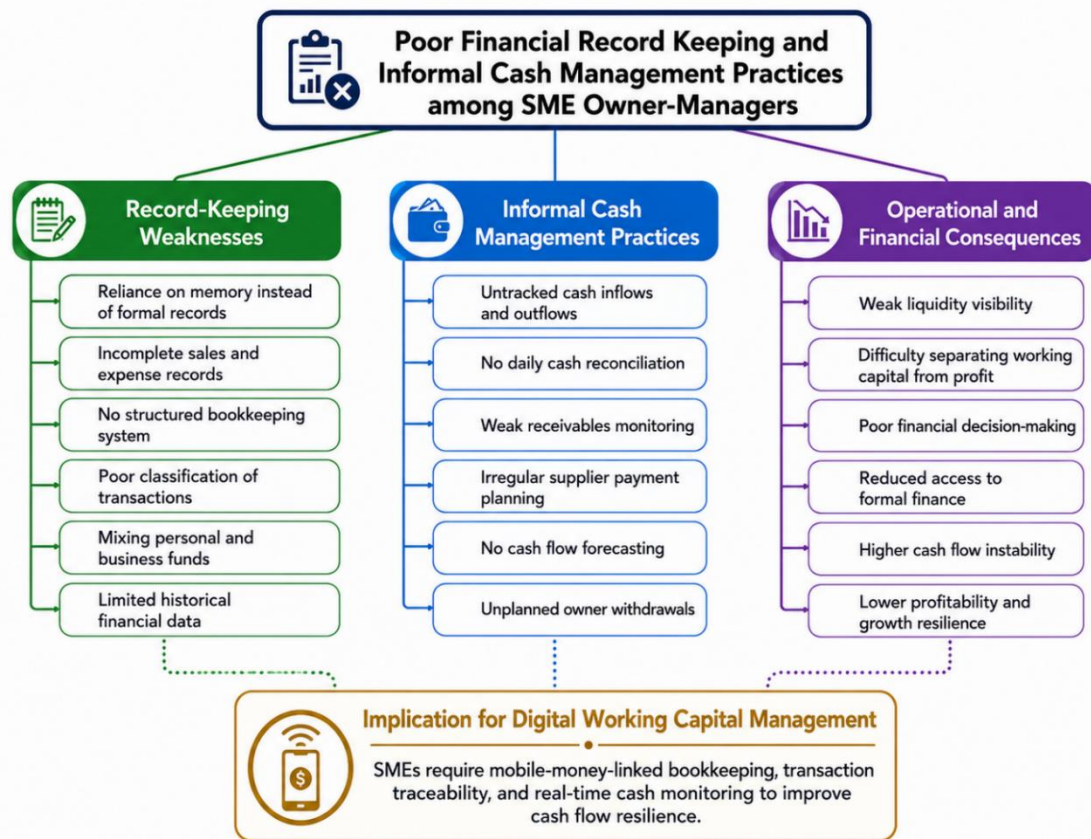 Poor Financial Record Keeping and
Informal Cash Management Practices
among SME Owner-Managers
Record-Keeping
Weaknesses
Reliance on memory instead
of formal records
Incomplete sales and
expense records
No structured bookkeeping
system
Poor classification of
transactions
Mixing personal and
business funds
Limited historical
financial data
Informal Cash
Management Practices
Untracked cash inflows
and outflows
No daily cash reconciliation
Weak receivables monitoring
Irregular supplier payment
planning
No cash flow forecasting
Unplanned owner withdrawals
Operational and
Financial Consequences
Weak liquidity visibility
Difficulty separating working
capital from profit
Poor financial decision-making
Reduced access to
formal finance
Higher cash flow instability
Lower profitability and
growth resilience
$
Implication for Digital Working Capital Management
SMEs require mobile-money-linked bookkeeping, transaction
traceability, and real-time cash monitoring to improve
cash flow resilience.